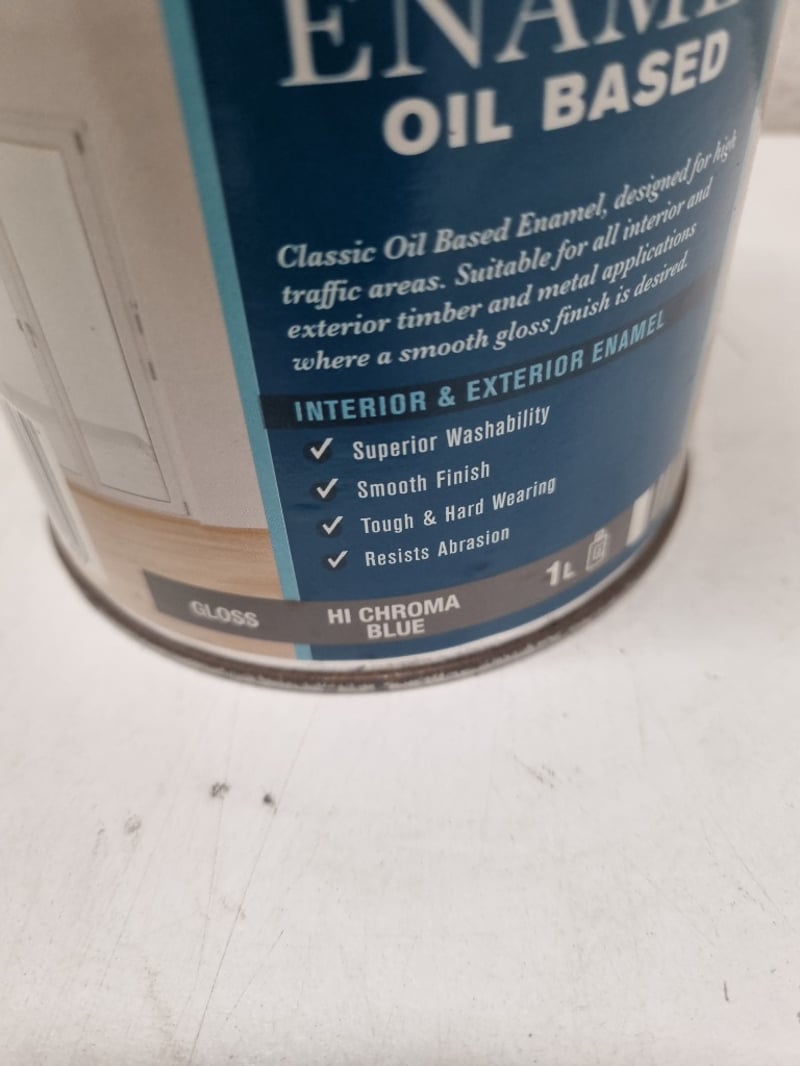 ENAMEL
OIL BASED
Classic Oil Based Enamel, designed for high
traffic areas. Suitable for all interior and
exterior timber and metal applications
where a smooth gloss finish is desired.
INTERIOR & EXTERIOR ENAMEL
Superior Washability
Smooth Finish
Tough & Hard Wearing
Resists Abrasion
1L
GLOSS HI CHROMA
BLUE